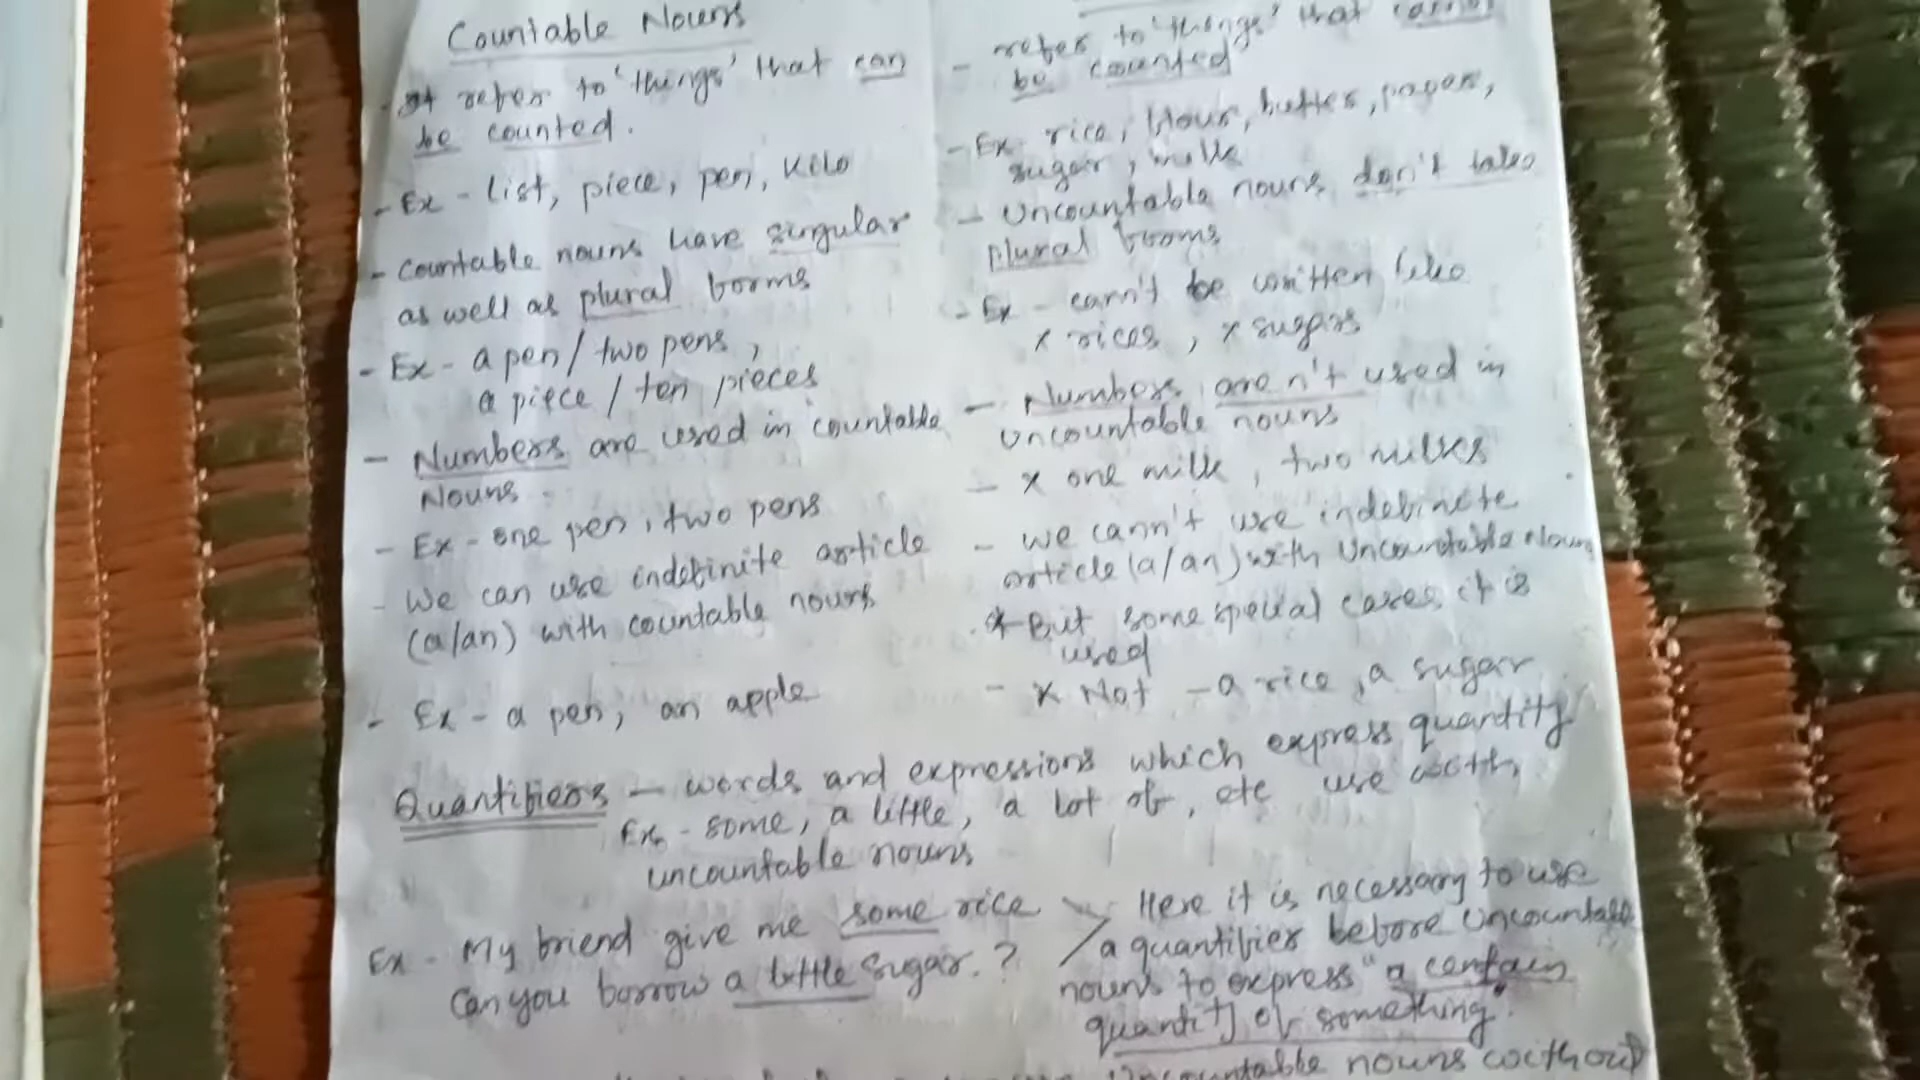 Countable Nouns
- It refer to 'things' that can
be counted.
- Ex - list, piece, pen, kilo
- Countable nouns have singular
as well as plural forms
- Ex - a pen / two pens,
a piece / ten pieces
- Numbers are used in countable
Nouns
- Ex - one pen, two pens
- We can use indefinite article
(a/an) with countable nouns
- Ex - a pen, an apple
- refer to 'things' that cannot
be counted
- Ex - rice, flour, butter, paper,
sugar, milk
- Uncountable nouns don't take
plural forms
- Ex - cann't be written like
x rices, x sugars
- Numbers aren't used in
uncountable nouns
- x one milk, two milks
- we cann't use indefinite
article (a/an) with Uncountable Nouns
* But some special cases it is
used
- x Not - a rice, a sugar
Quantifiers - words and expressions which express quantity
Ex - some, a little, a lot of, etc use with
uncountable nouns
Ex - My friend give me some rice
Can you borrow a little sugar.?
Here it is necessary to use
a quantifier before uncountable
nouns to express "a certain
quantity of something".
Uncountable nouns without